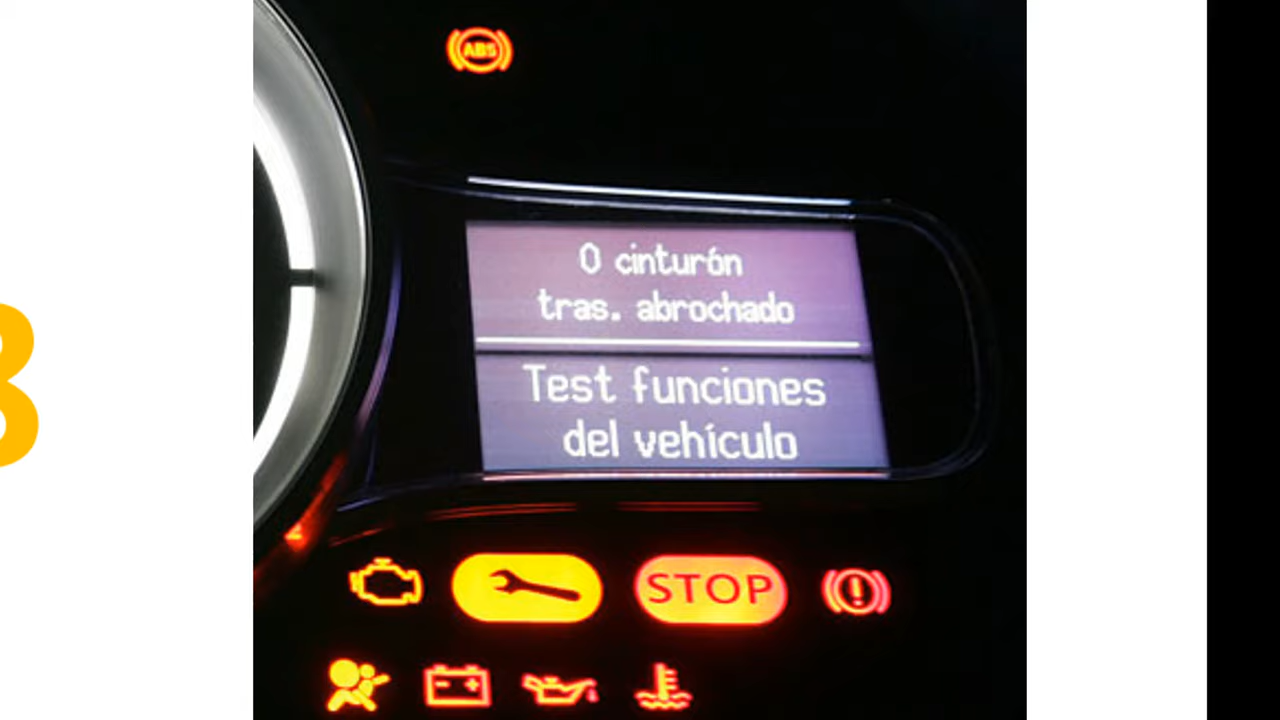 ABS
0 cinturón
tras. abrochado
Test funciones
del vehículo
STOP